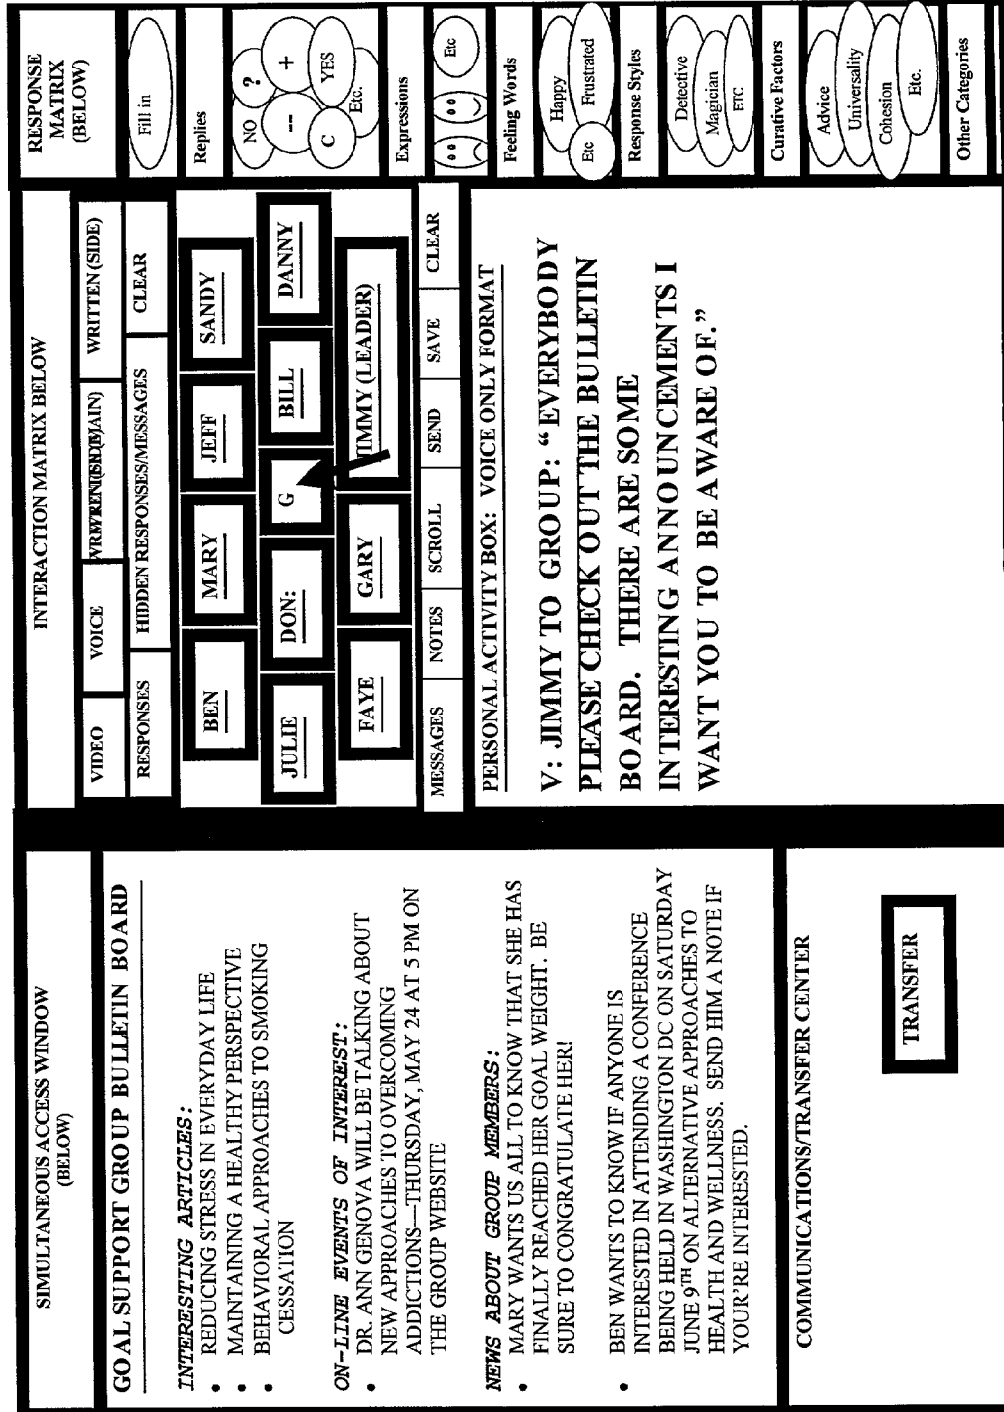 SIMULTANEOUS ACCESS WINDOW
(BELOW)
GOAL SUPPORT GROUP BULLETIN BOARD
INTERESTING ARTICLES:
• REDUCING STRESS IN EVERYDAY LIFE
• MAINTAINING A HEALTHY PERSPECTIVE
• BEHAVIORAL APPROACHES TO SMOKING
CESSATION
ON-LINE EVENTS OF INTEREST:
• DR. ANN GENOVA WILL BE TALKING ABOUT
NEW APPROACHES TO OVERCOMING
ADDICTIONS—THURSDAY, MAY 24 AT 5 PM ON
THE GROUP WEBSITE
NEWS ABOUT GROUP MEMBERS:
• MARY WANTS US ALL TO KNOW THAT SHE HAS
FINALLY REACHED HER GOAL WEIGHT. BE
SURE TO CONGRATULATE HER!
• BEN WANTS TO KNOW IF ANYONE IS
INTERESTED IN ATTENDING A CONFERENCE
BEING HELD IN WASHINGTON DC ON SATURDAY
JUNE 9TH ON ALTERNATIVE APPROACHES TO
HEALTH AND WELLNESS. SEND HIM A NOTE IF
YOUR'RE INTERESTED.
COMMUNICATIONS/TRANSFER CENTER
TRANSFER
INTERACTION MATRIX BELOW
VIDEO VOICE (MAIN) WRITTEN (SIDE)
RESPONSES HIDDEN RESPONSES/MESSAGES CLEAR
BEN MARY JEFF SANDY
JULIE DON: G BILL DANNY
FAYE GARY JIMMY (LEADER)
MESSAGES NOTES SCROLL SEND SAVE CLEAR
PERSONAL ACTIVITY BOX: VOICE ONLY FORMAT
V: JIMMY TO GROUP: “EVERYBODY
PLEASE CHECK OUT THE BULLETIN
BOARD. THERE ARE SOME
INTERESTING ANNOUNCEMENTS I
WANT YOU TO BE AWARE OF.”
RESPONSE
MATRIX
(BELOW)
Fill in
Replies
NO ?
-- +
C YES
Etc.
Expressions
Etc
Feeling Words
Happy
Etc Frustrated
Response Styles
Detective
Magician
ETC
Curative Factors
Advice
Universality
Cohesion
Etc.
Other Categories